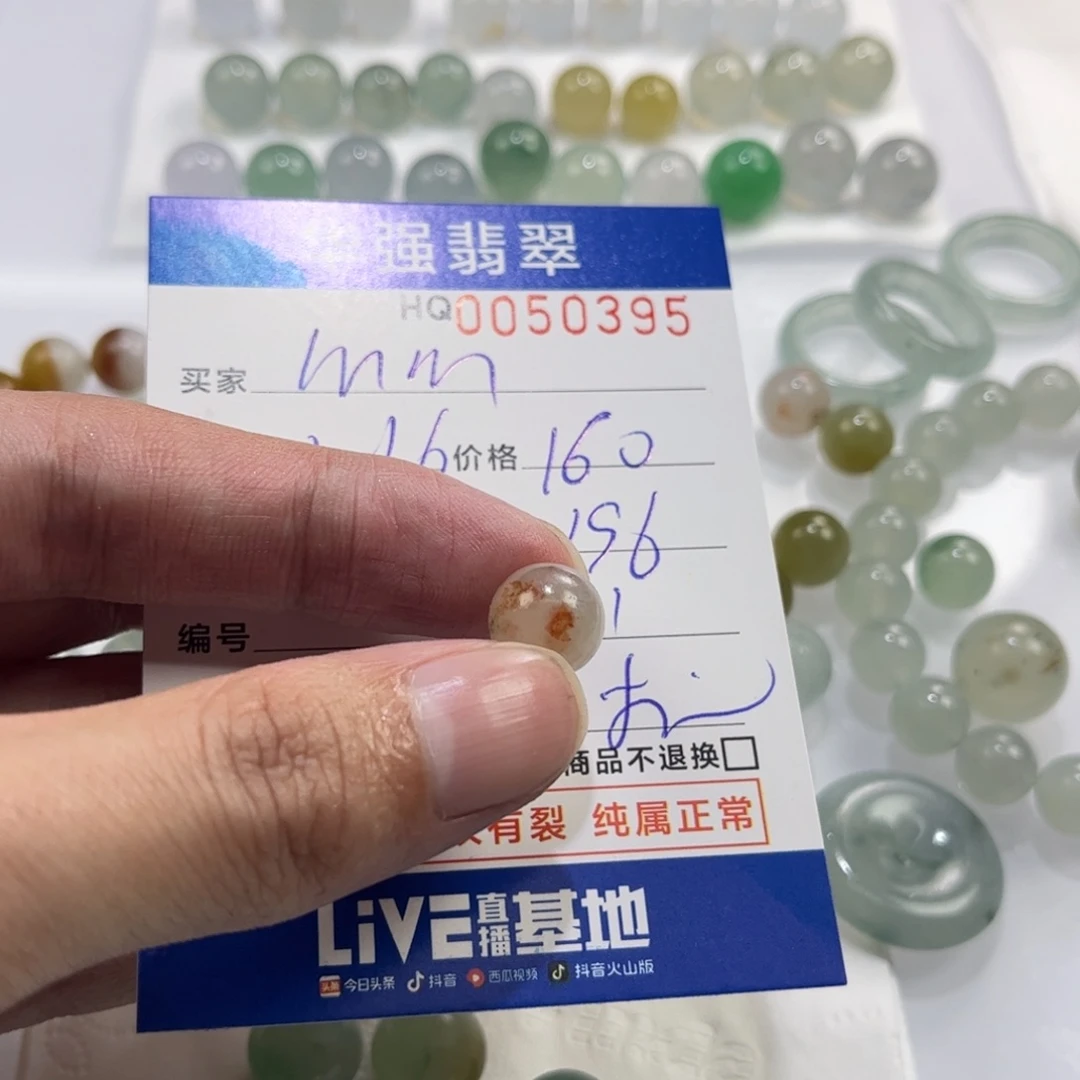 强翡翠
HQ0050395
买家 mm
16 价格 160
196
编号 1
商品不退换
有裂 纯属正常
LiVE直播基地
今日头条 抖音 西瓜视频 抖音火山版